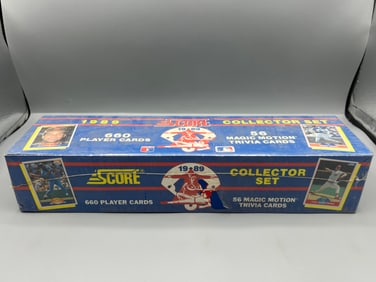 1989 SCORE COLLECTOR SET
660 1989 56
PLAYER CARDS MAGIC MOTION
TRIVIA CARDS
1989 COLLECTOR
SCORE SET
660 PLAYER CARDS 56 MAGIC MOTION
TRIVIA CARDS